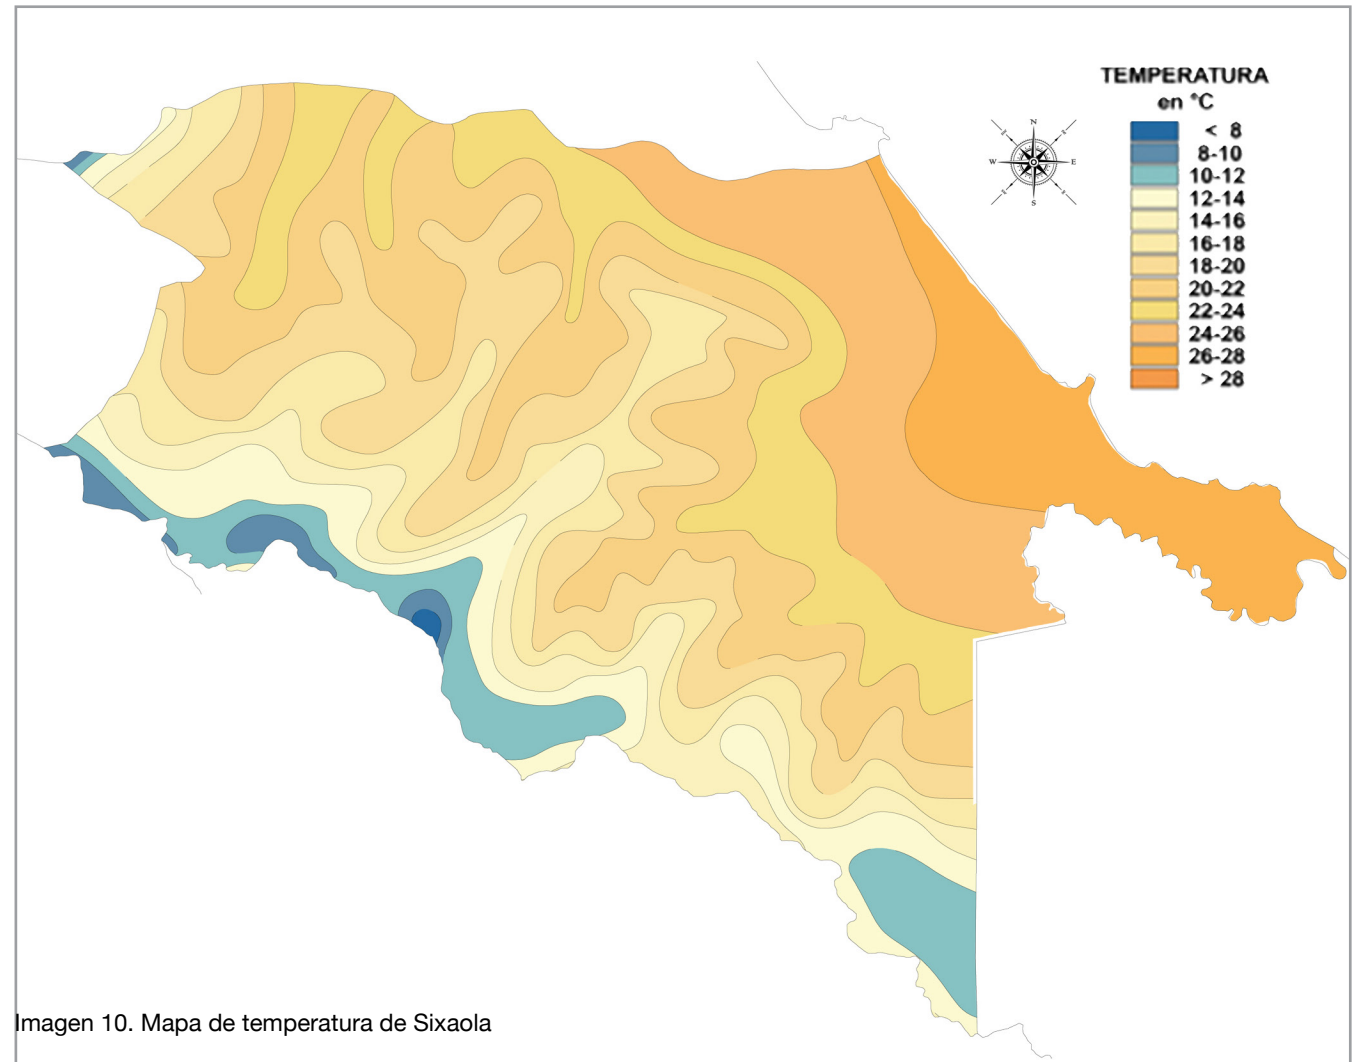 TEMPERATURA
en °C
< 8
8-10
10-12
12-14
14-16
16-18
18-20
20-22
22-24
24-26
26-28
> 28
N
W
E
S
Imagen 10. Mapa de temperatura de Sixaola